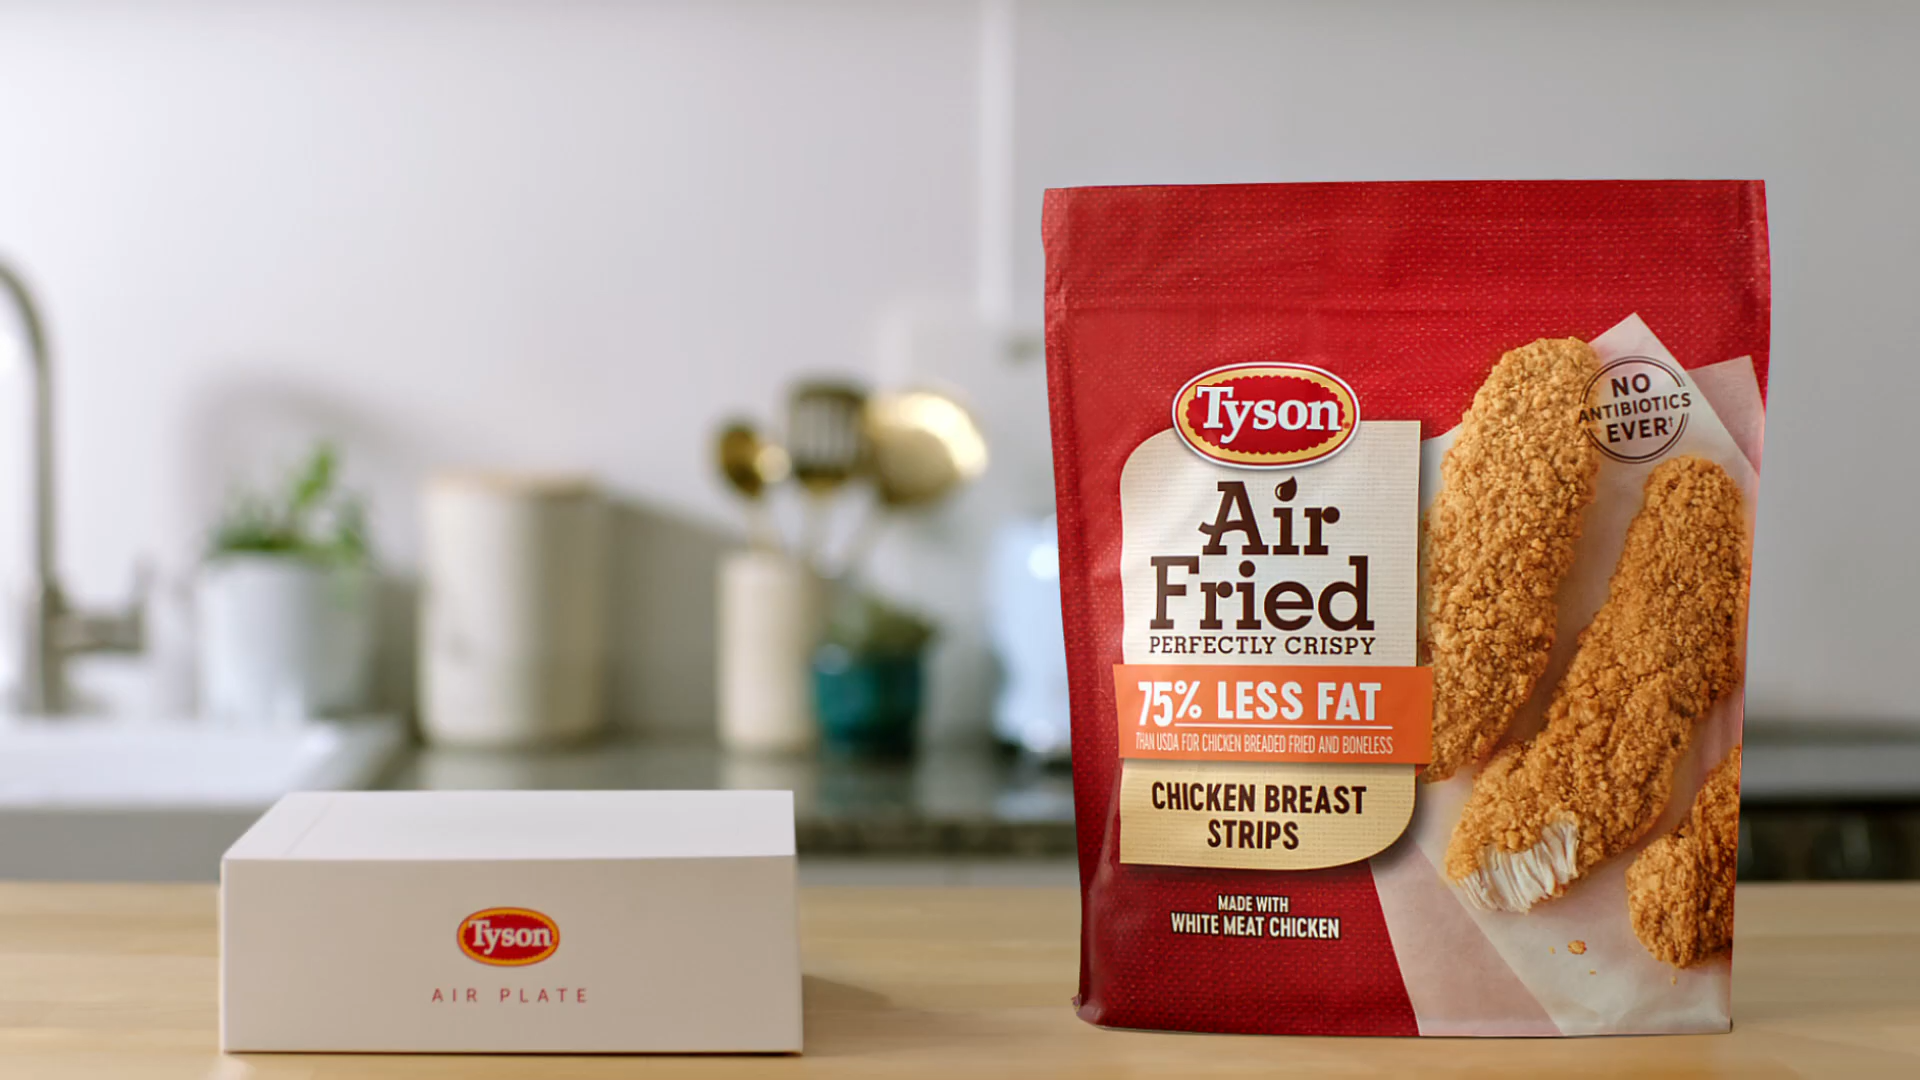 Tyson
AIR PLATE
Tyson
Air
Fried
PERFECTLY CRISPY
75% LESS FAT
THAN USDA FOR CHICKEN BREADED FRIED AND BONELESS
CHICKEN BREAST
STRIPS
MADE WITH
WHITE MEAT CHICKEN
NO
ANTIBIOTICS
EVER†